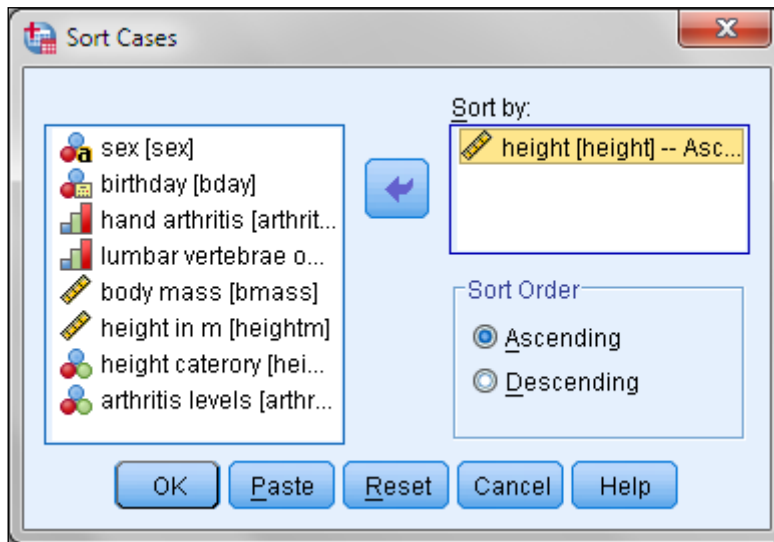 Sort Cases
sex [sex]
birthday [bday]
hand arthritis [arthrit...
lumbar vertebrae o...
body mass [bmass]
height in m [heightm]
height caterory [hei...
arthritis levels [arthr...
Sort by:
height [height] -- Asc...
Sort Order
Ascending
Descending
OK Paste Reset Cancel Help